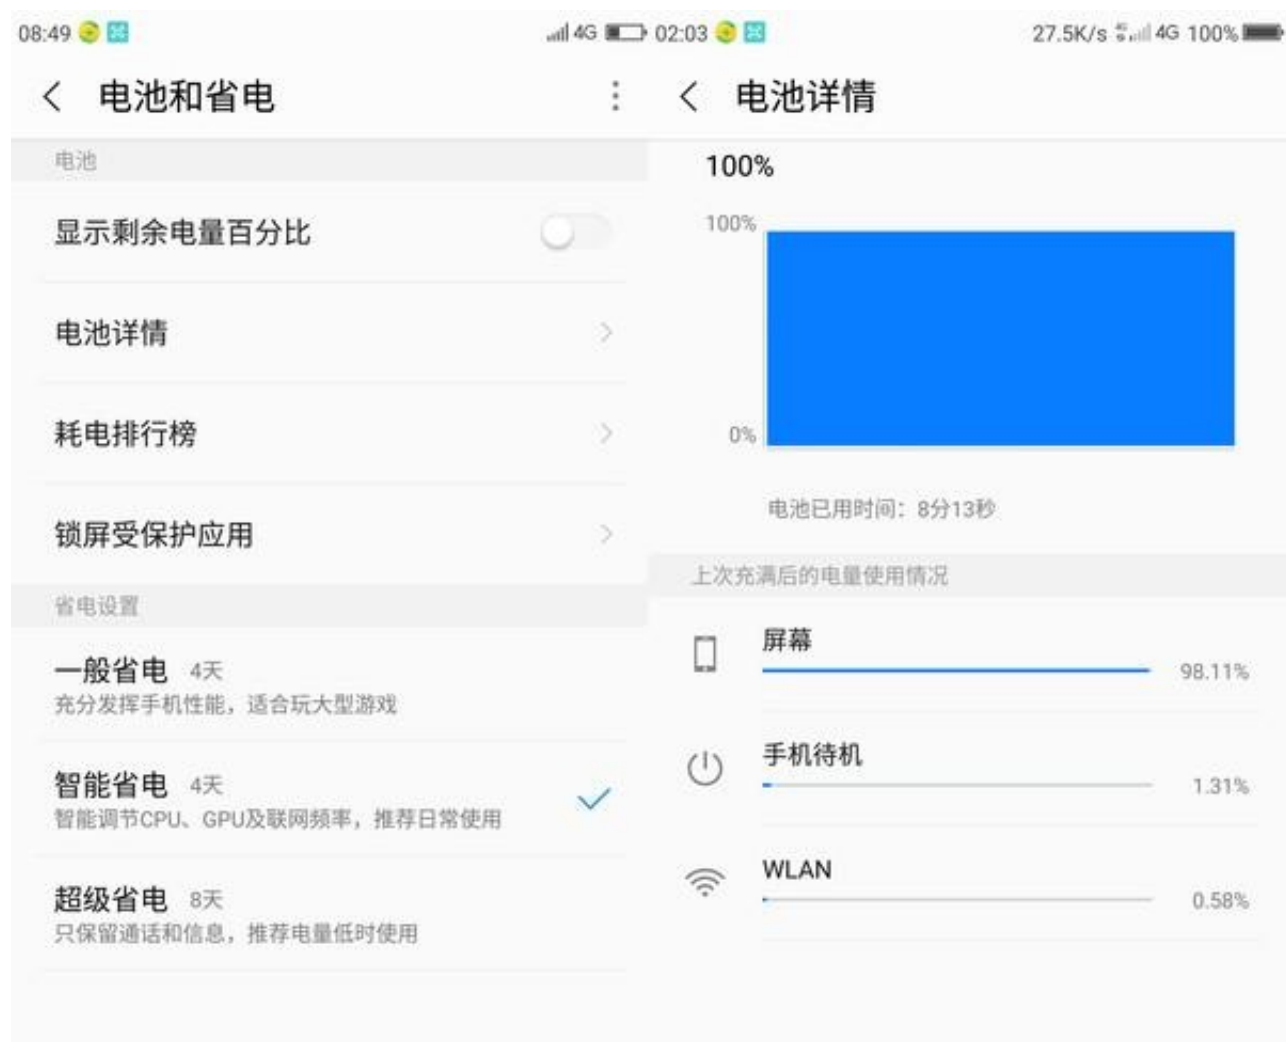 08:49
4G
电池和省电
电池
显示剩余电量百分比
电池详情
耗电排行榜
锁屏受保护应用
省电设置
一般省电 4天
充分发挥手机性能，适合玩大型游戏
智能省电 4天
智能调节CPU、GPU及联网频率，推荐日常使用
超级省电 8天
只保留通话和信息，推荐电量低时使用
02:03
27.5K/s 4G 100%
电池详情
100%
100%
0%
电池已用时间：8分13秒
上次充满后的电量使用情况
屏幕
98.11%
手机待机
1.31%
WLAN
0.58%